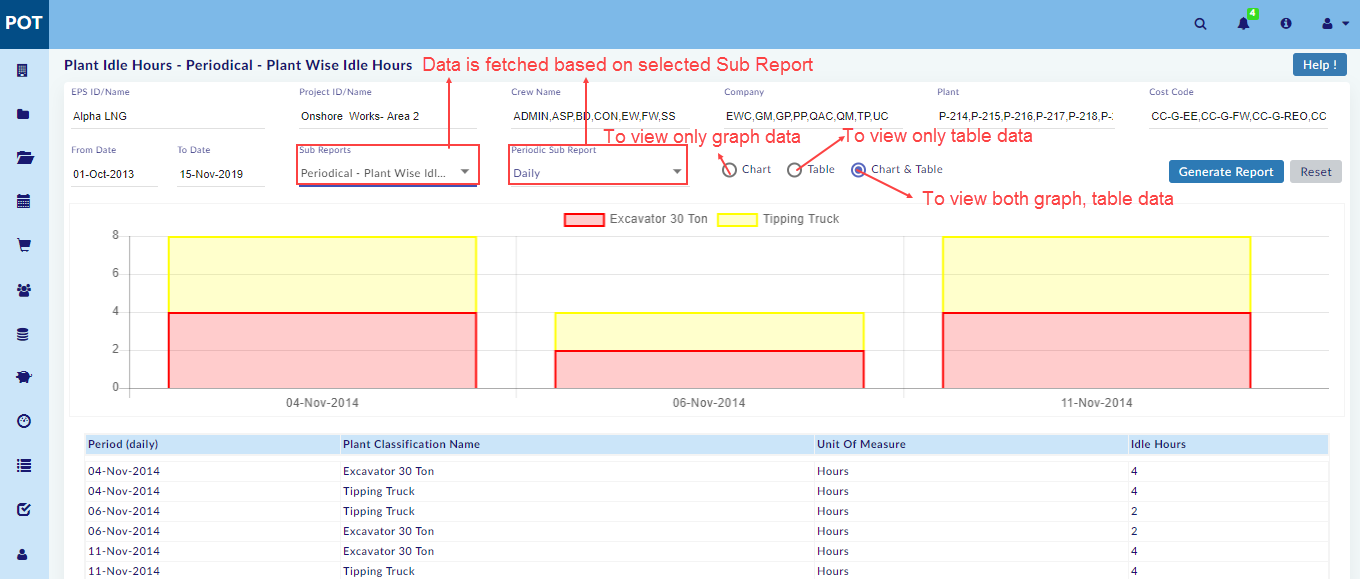 POT
4
Plant Idle Hours - Periodical - Plant Wise Idle Hours
Data is fetched based on selected Sub Report
Help !
EPS ID/Name Project ID/Name Crew Name Company Plant Cost Code
Alpha LNG Onshore Works- Area 2 ADMIN,ASP,BD,CON,EW,FW,SS EWC,GM,GP,PP,QAC,QM,TP,UC P-214,P-215,P-216,P-217,P-218,P- CC-G-EE,CC-G-FW,CC-G-REO,CC
To view only graph data To view only table data
From Date To Date Sub Reports Periodic Sub Report
01-Oct-2013 15-Nov-2019 Periodical - Plant Wise Idl... Daily Chart Table Chart & Table Generate Report Reset
To view both graph, table data
Excavator 30 Ton Tipping Truck
8
6
4
2
0
04-Nov-2014 06-Nov-2014 11-Nov-2014
Period (daily) Plant Classification Name Unit Of Measure Idle Hours
04-Nov-2014 Excavator 30 Ton Hours 4
04-Nov-2014 Tipping Truck Hours 4
06-Nov-2014 Tipping Truck Hours 2
06-Nov-2014 Excavator 30 Ton Hours 2
11-Nov-2014 Excavator 30 Ton Hours 4
11-Nov-2014 Tipping Truck Hours 4